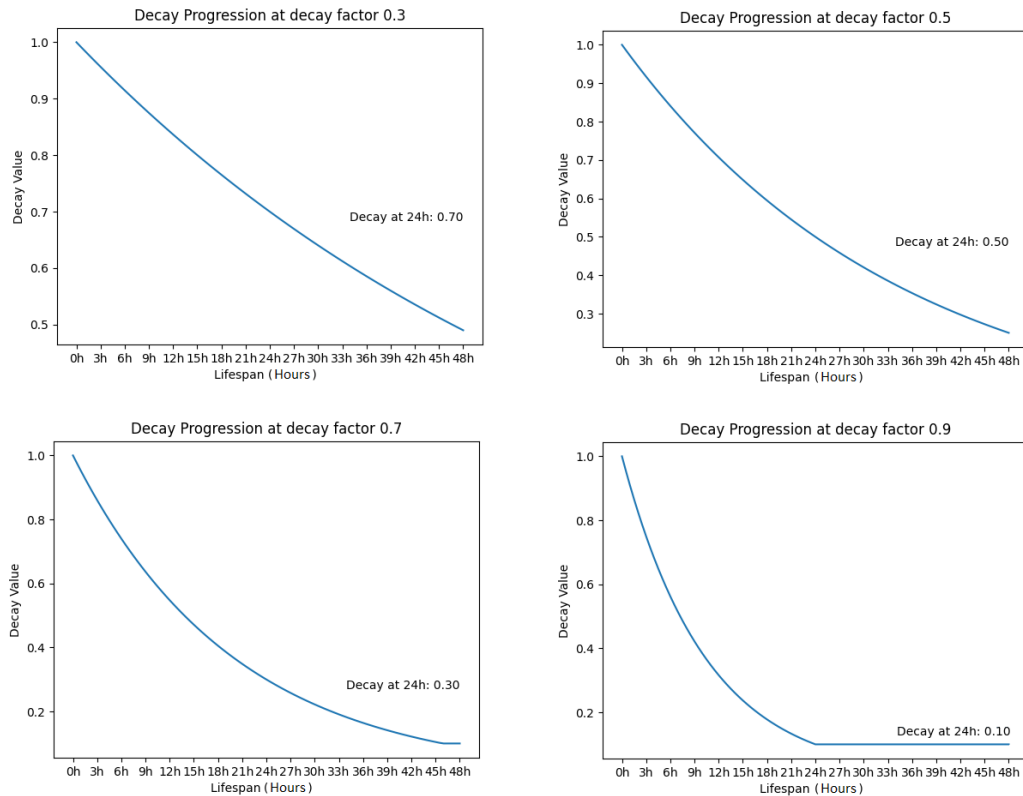 Decay Progression at decay factor 0.3
1.0
0.9
0.8
0.7
0.6
0.5
Decay Value
Decay at 24h: 0.70
0h 3h 6h 9h 12h 15h 18h 21h 24h 27h 30h 33h 36h 39h 42h 45h 48h
Lifespan (Hours)
Decay Progression at decay factor 0.5
1.0
0.9
0.8
0.7
0.6
0.5
0.4
0.3
Decay Value
Decay at 24h: 0.50
0h 3h 6h 9h 12h 15h 18h 21h 24h 27h 30h 33h 36h 39h 42h 45h 48h
Lifespan (Hours)
Decay Progression at decay factor 0.7
1.0
0.8
0.6
0.4
0.2
Decay Value
Decay at 24h: 0.30
0h 3h 6h 9h 12h 15h 18h 21h 24h 27h 30h 33h 36h 39h 42h 45h 48h
Lifespan (Hours)
Decay Progression at decay factor 0.9
1.0
0.8
0.6
0.4
0.2
Decay Value
Decay at 24h: 0.10
0h 3h 6h 9h 12h 15h 18h 21h 24h 27h 30h 33h 36h 39h 42h 45h 48h
Lifespan (Hours)